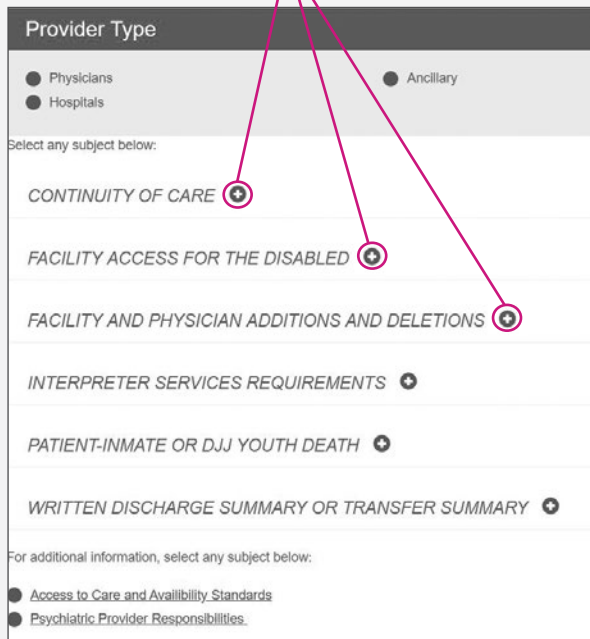 Provider Type
Physicians
Ancillary
Hospitals
Select any subject below:
CONTINUITY OF CARE
FACILITY ACCESS FOR THE DISABLED
FACILITY AND PHYSICIAN ADDITIONS AND DELETIONS
INTERPRETER SERVICES REQUIREMENTS
PATIENT-INMATE OR DJJ YOUTH DEATH
WRITTEN DISCHARGE SUMMARY OR TRANSFER SUMMARY
For additional information, select any subject below:
Access to Care and Availibility Standards
Psychiatric Provider Responsibilities